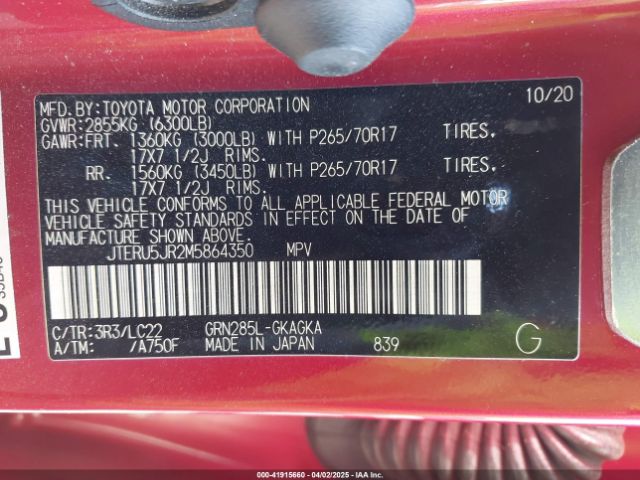 MFD.BY:TOYOTA MOTOR CORPORATION 10/20
GVWR:2855KG (6300LB)
GAWR:FRT. 1360KG (3000LB) WITH P265/70R17 TIRES,
17X7 1/2J RIMS.
RR. 1560KG (3450LB) WITH P265/70R17 TIRES,
17X7 1/2J RIMS.
THIS VEHICLE CONFORMS TO ALL APPLICABLE FEDERAL MOTOR
VEHICLE SAFETY STANDARDS IN EFFECT ON THE DATE OF
MANUFACTURE SHOWN ABOVE.
JTERU5JR2M5864350 MPV
C/TR:3R3/LC22 GRN285L-GKAGKA
A/TM: /A750F MADE IN JAPAN 839 G
000-41915660 - 04/02/2025 - IAA Inc.